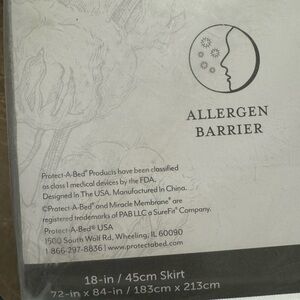 ALLERGEN
BARRIER
Protect-A-Bed® Products have been classified
as class I medical devices by the FDA.
Designed In The USA. Manufactured In China.
©Protect-A-Bed® and Miracle Membrane® are
registered trademarks of PAB LLC a SureFit® Company.
Protect-A-Bed® USA
1500 South Wolf Rd, Wheeling, IL 60090
1-866-297-8836 | www.protectabed.com
18-in / 45cm Skirt
72-in x 84-in / 183cm x 213cm